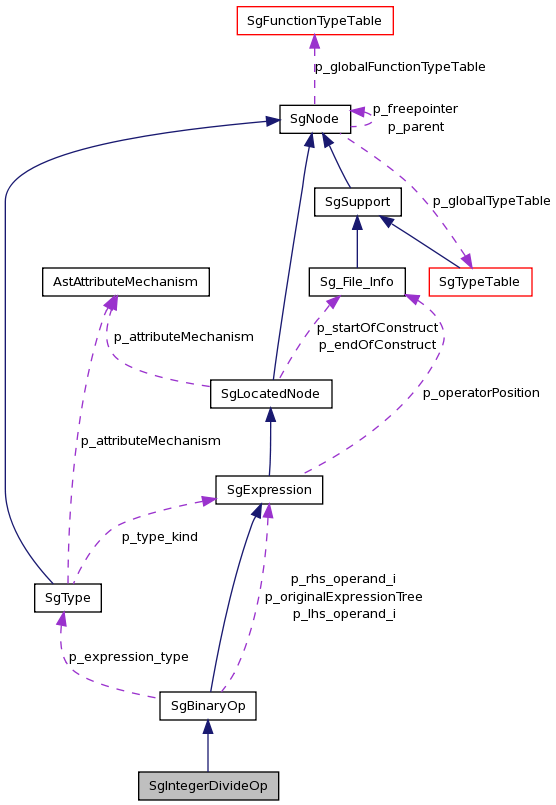 SgFunctionTypeTable
p_globalFunctionTypeTable
SgNode
p_freepointer
p_parent
SgSupport
p_globalTypeTable
AstAttributeMechanism
Sg_File_Info
SgTypeTable
p_attributeMechanism
p_startOfConstruct
p_endOfConstruct
SgLocatedNode
p_operatorPosition
p_attributeMechanism
SgExpression
p_type_kind
p_rhs_operand_i
p_originalExpressionTree
p_lhs_operand_i
SgType
p_expression_type
SgBinaryOp
SgIntegerDivideOp